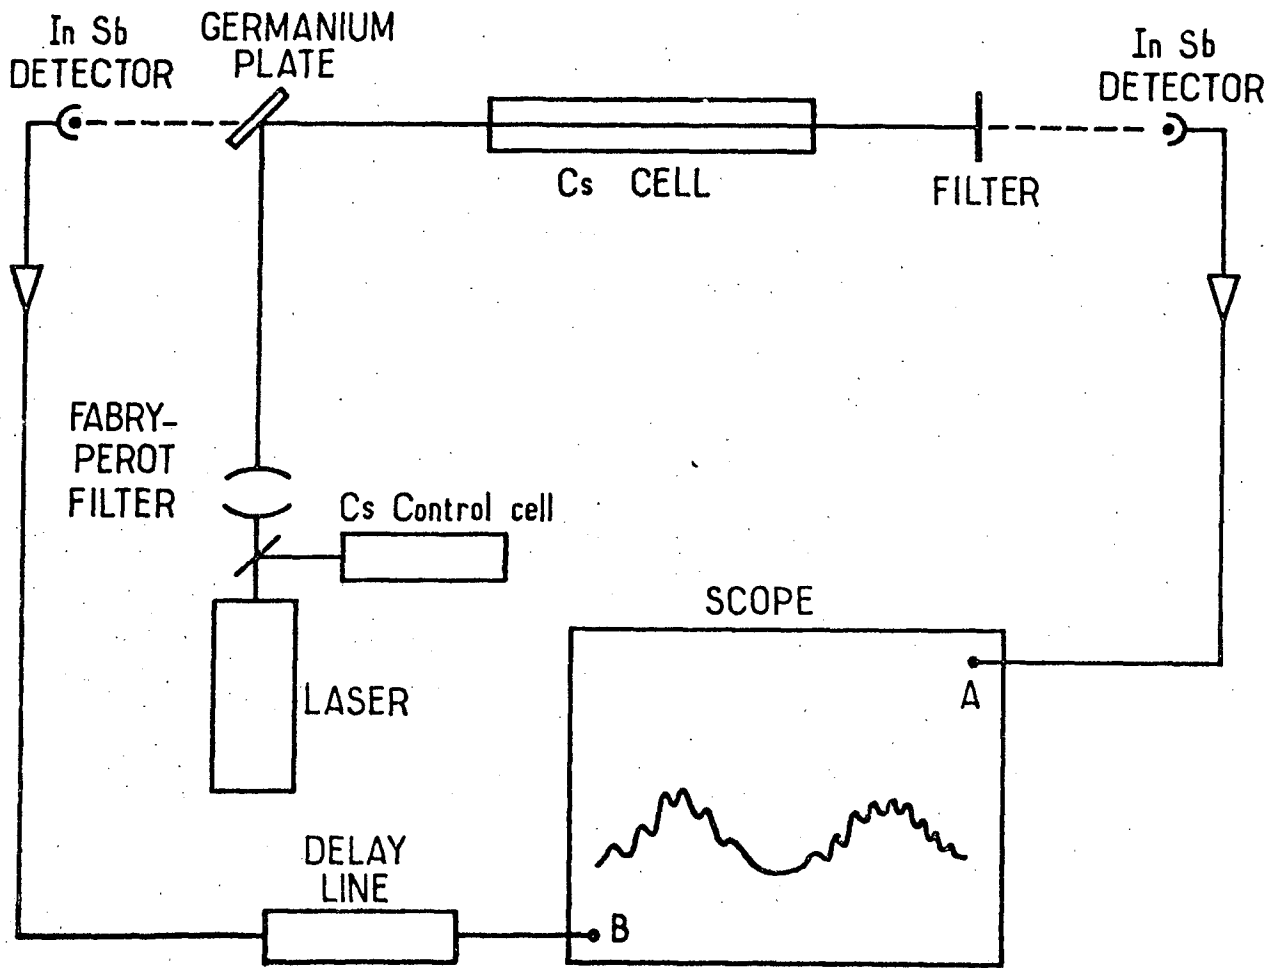 In Sb
DETECTOR
GERMANIUM
PLATE
In Sb
DETECTOR
Cs CELL
FILTER
FABRY-
PEROT
FILTER
Cs Control cell
SCOPE
A
LASER
DELAY
LINE
B